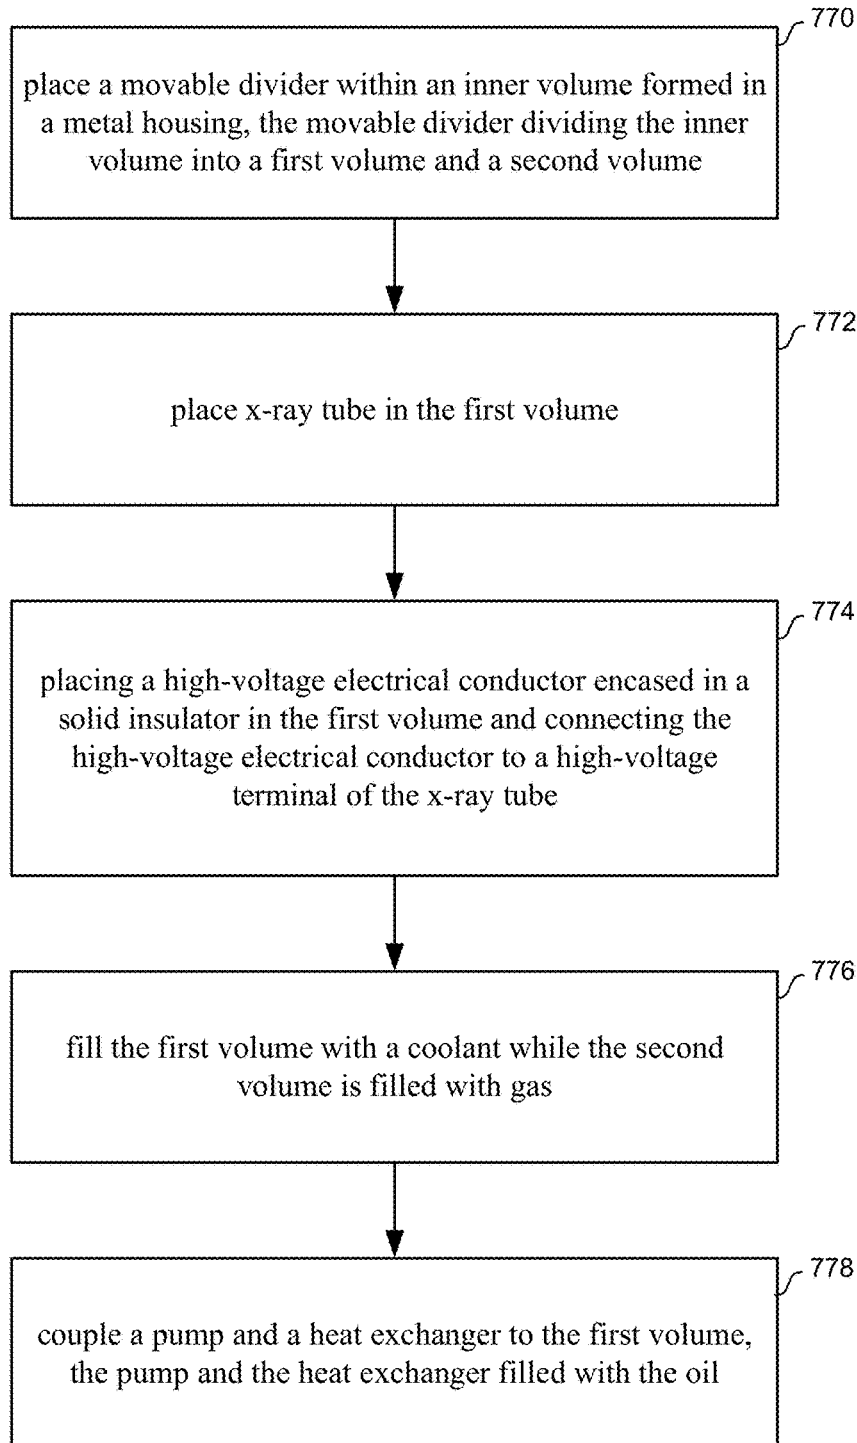 770
place a movable divider within an inner volume formed in
a metal housing, the movable divider dividing the inner
volume into a first volume and a second volume
772
place x-ray tube in the first volume
774
placing a high-voltage electrical conductor encased in a
solid insulator in the first volume and connecting the
high-voltage electrical conductor to a high-voltage
terminal of the x-ray tube
776
fill the first volume with a coolant while the second
volume is filled with gas
778
couple a pump and a heat exchanger to the first volume,
the pump and the heat exchanger filled with the oil